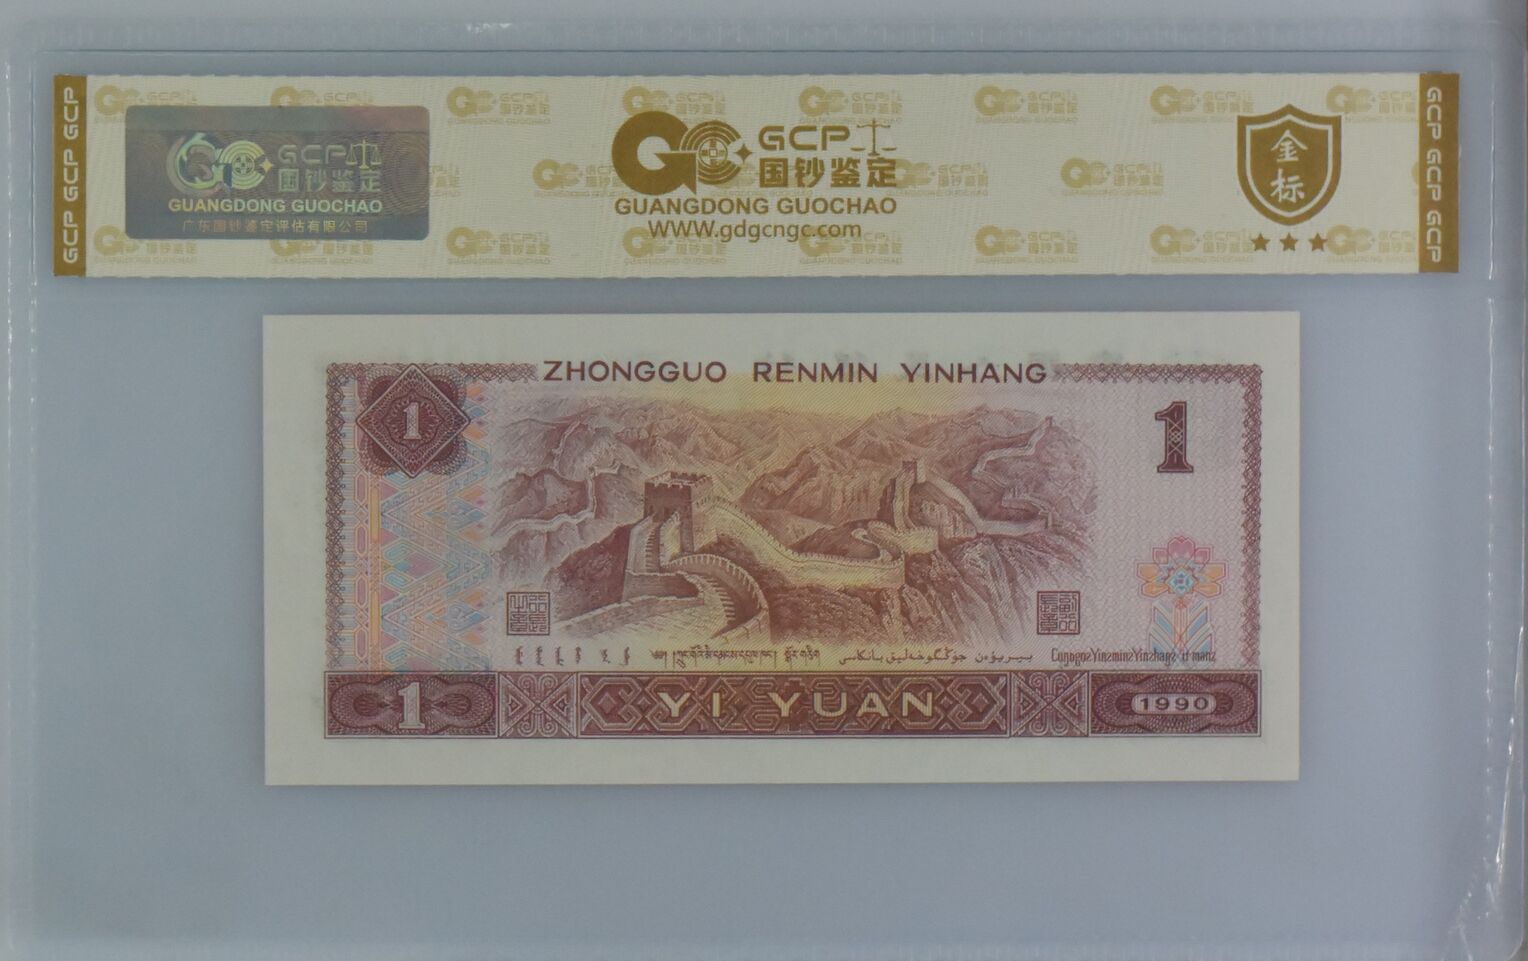 GCP GCP GCP
GCP
国钞鉴定
GUANGDONG GUOCHAO
广东国钞鉴定评估有限公司
GCP
国钞鉴定
GUANGDONG GUOCHAO
WWW.gdgcngc.com
金标
GCP GCP GCP
ZHONGGUO RENMIN YINHANG
1
1
YI YUAN
1
1990